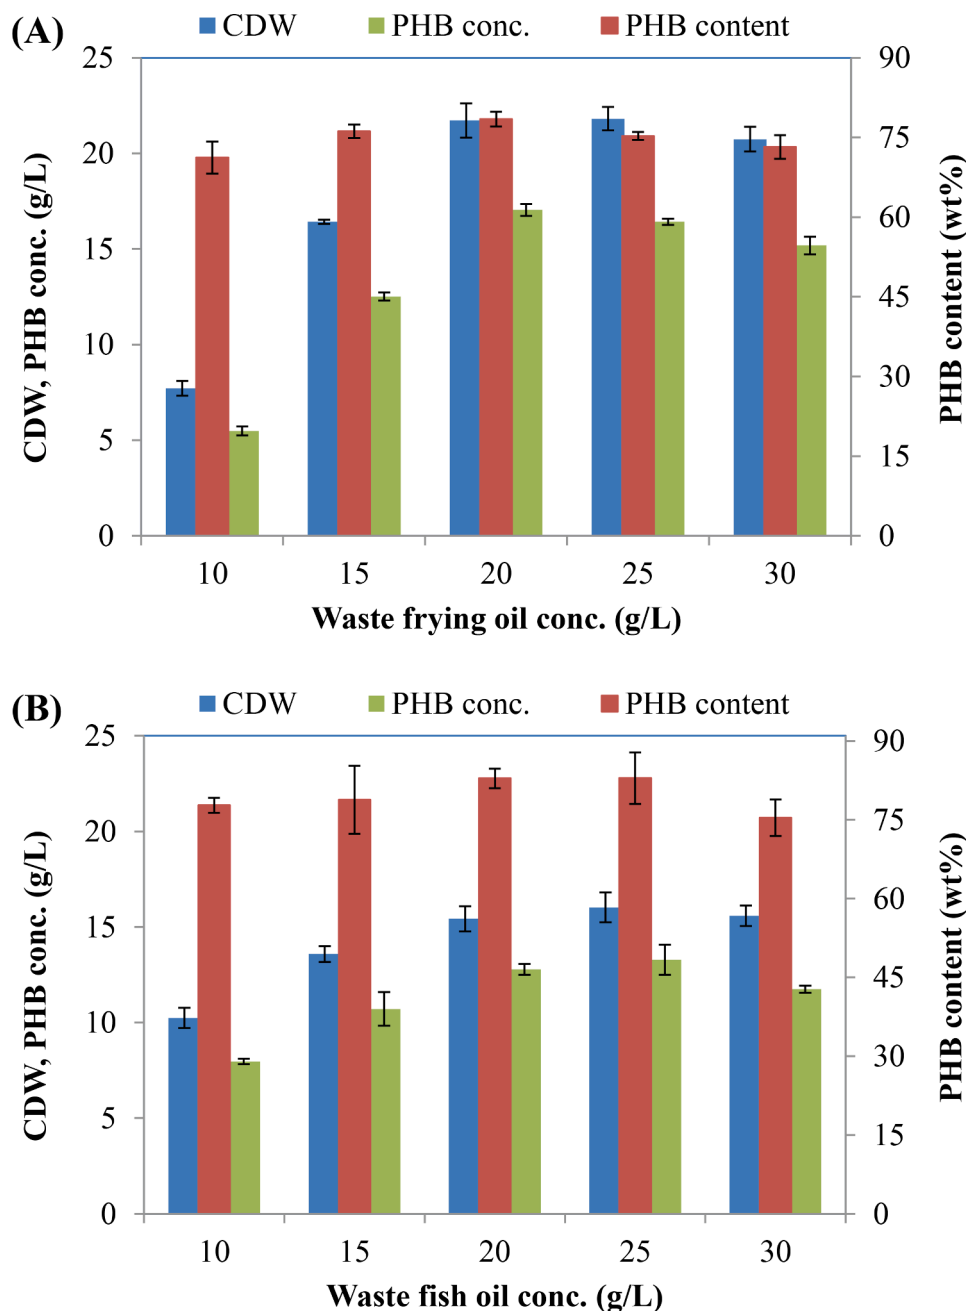 (A)
CDW PHB conc. PHB content
25 90
20 75
15 60
10 45
5 30
0 15
0
CDW, PHB conc. (g/L)
PHB content (wt%)
10 15 20 25 30
Waste frying oil conc. (g/L)
(B)
CDW PHB conc. PHB content
25 90
20 75
15 60
10 45
5 30
0 15
0
CDW, PHB conc. (g/L)
PHB content (wt%)
10 15 20 25 30
Waste fish oil conc. (g/L)